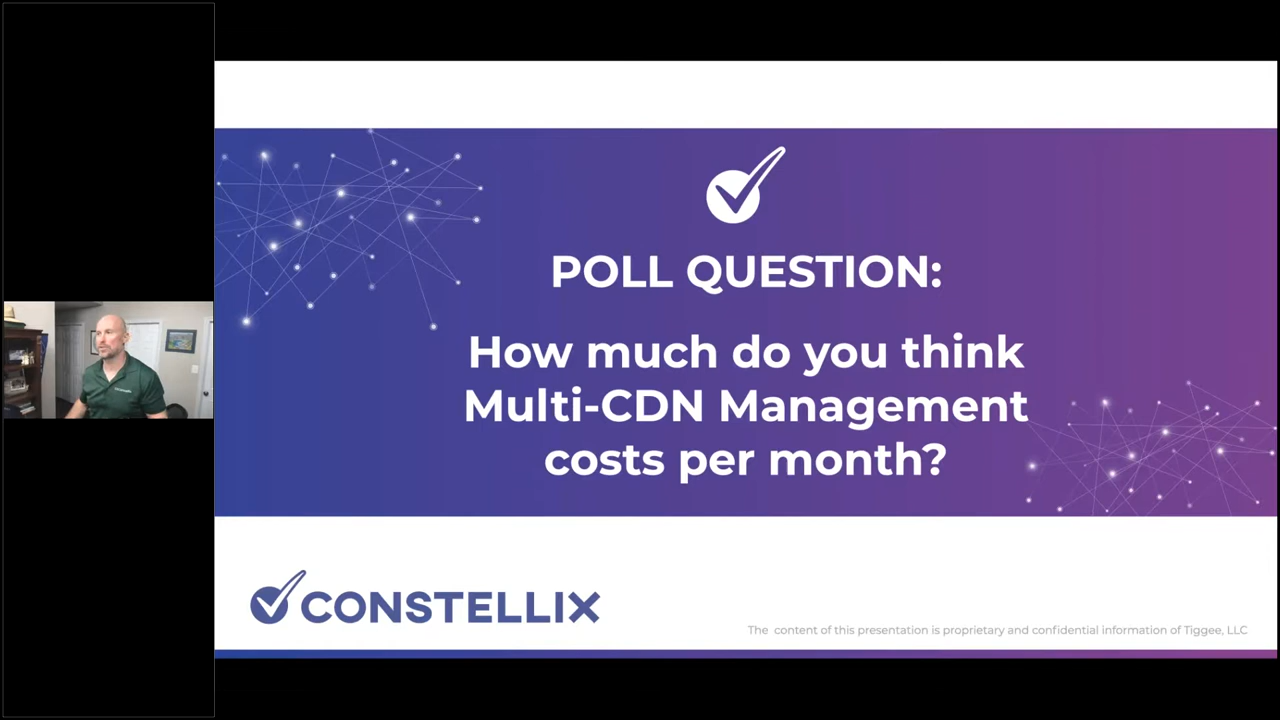 POLL QUESTION:
How much do you think
Multi-CDN Management
costs per month?
CONSTELLIX
The content of this presentation is proprietary and confidential information of Tiggee, LLC